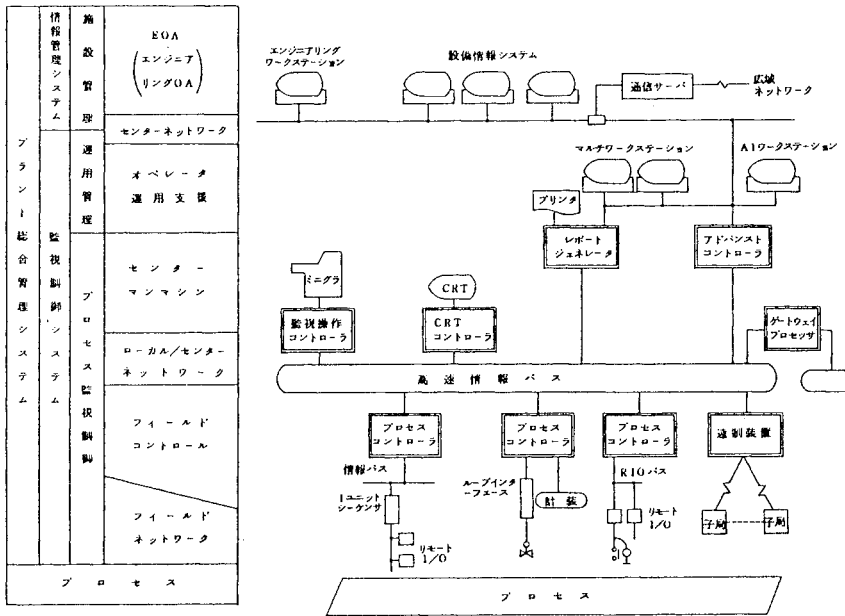 プラント総合管理システム
情報管理システム
監視制御システム
施設管理
運用管理
プロセス監視制御
EOA
エンジニア
リングOA
センターネットワーク
オペレータ
運用支援
センター
マンマシン
ローカル/センター
ネットワーク
フィールド
コントロール
フィールド
ネットワーク
プロセス
エンジニアリング
ワークステーション
設備情報システム
通信サーバ
広域
ネットワーク
マルチワークステーション
AIワークステーション
プリンタ
レポート
ジェネレータ
アドバンスト
コントローラ
ミニグラ
CRT
監視操作
コントローラ
CRT
コントローラ
ゲートウェイ
プロセッサ
高速情報バス
プロセス
コントローラ
プロセス
コントローラ
プロセス
コントローラ
遠制装置
情報バス
1ユニット
シーケンサ
リモート
I/O
ループインタ
ーフェース
計装
RIOバス
リモート
I/O
子局
子局
プロセス